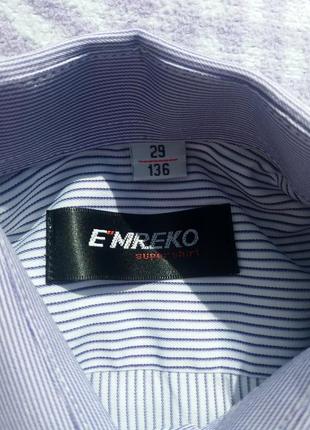 29
136
E"MREKO
super shirt